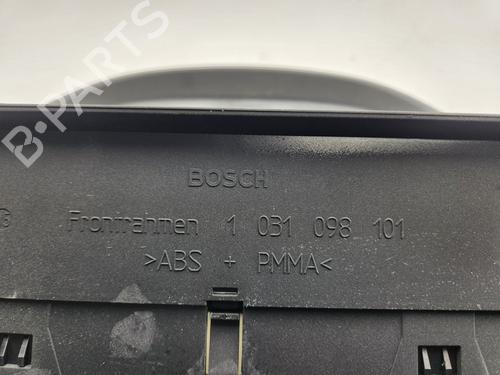 B-PARTS
BOSCH
Frontrahmen 1 031 098 101
>ABS + PMMA<